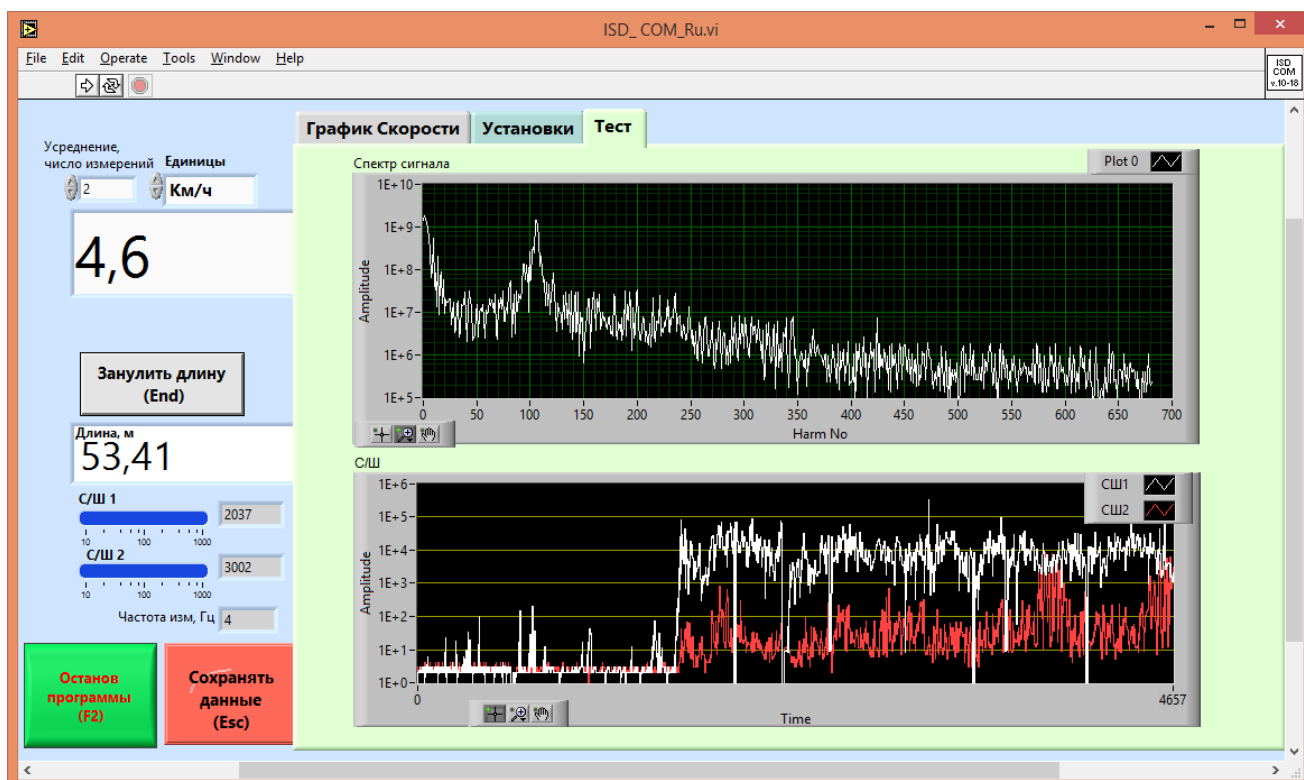 ISD_ COM_Ru.vi
File Edit Operate Tools Window Help
ISD
COM
v.10-18
График Скорости Установки Тест
Усреднение,
число измерений Единицы
2 Км/ч
4,6
Занулить длину
(End)
Длина, м
53,41
С/Ш 1
2037
10 100 1000
С/Ш 2
3002
10 100 1000
Частота изм, Гц 4
Останов
программы
(F2)
Сохранять
данные
(Esc)
Спектр сигнала
Plot 0
Amplitude
1E+10
1E+9
1E+8
1E+7
1E+6
1E+5
0 50 100 150 200 250 300 350 400 450 500 550 600 650 700
Harm No
С/Ш
СШ1
СШ2
Amplitude
1E+6
1E+5
1E+4
1E+3
1E+2
1E+1
1E+0
0 4657
Time